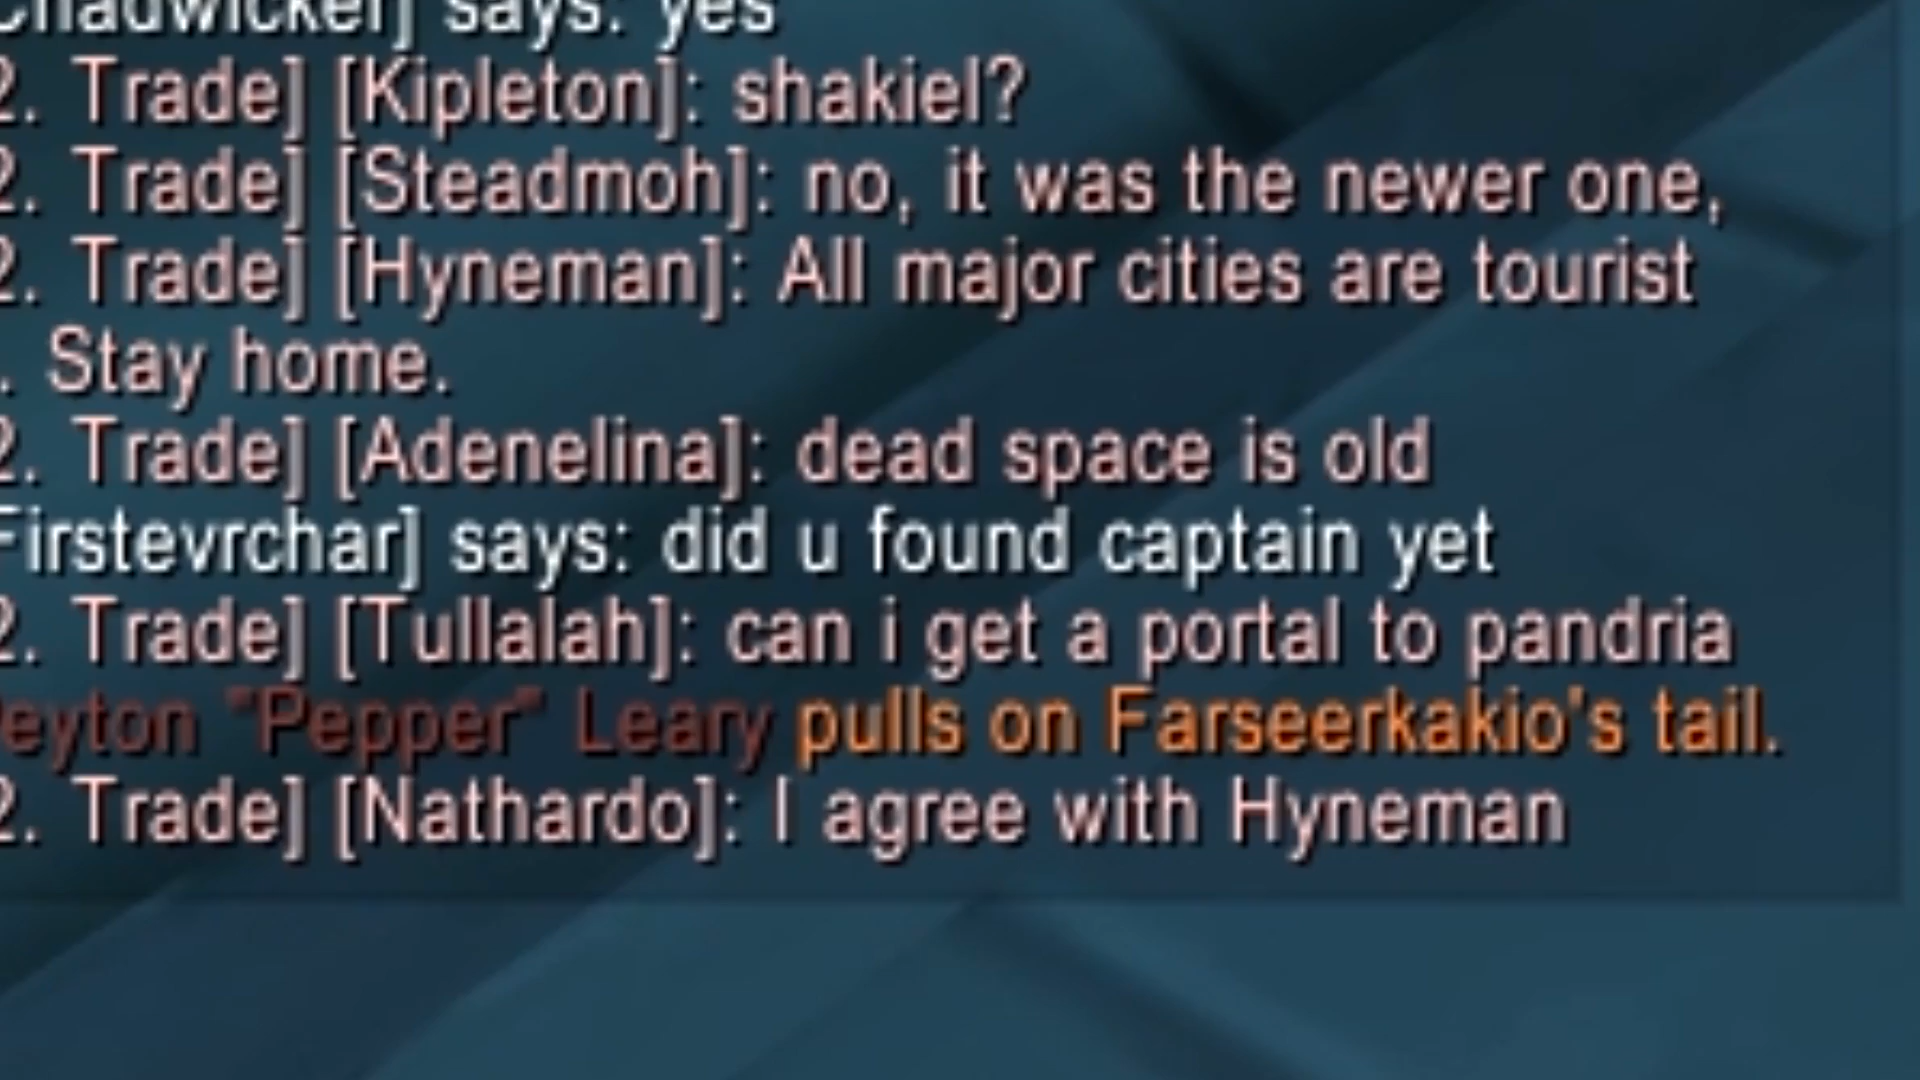 Chadwicker] says: yes
2. Trade] [Kipleton]: shakiel?
2. Trade] [Steadmoh]: no, it was the newer one,
2. Trade] [Hyneman]: All major cities are tourist
. Stay home.
2. Trade] [Adenelina]: dead space is old
Firstevrchar] says: did u found captain yet
2. Trade] [Tullalah]: can i get a portal to pandria
Peyton "Pepper" Leary pulls on Farseerkakio's tail.
2. Trade] [Nathardo]: I agree with Hyneman